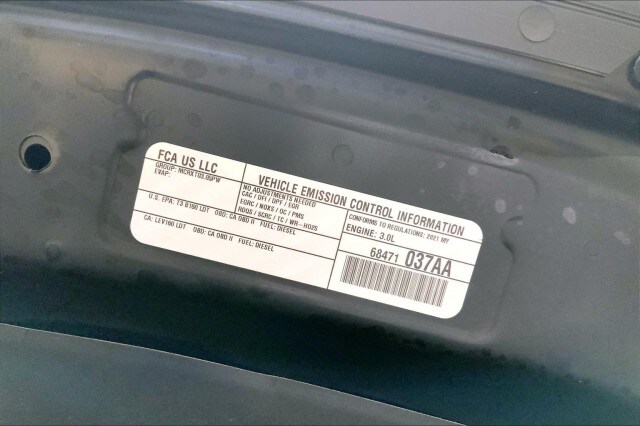 FCA US LLC
GROUP: MCRXT03.05PW
EVAP:
U.S. EPA: T3 B160 LDT OBD: CA OBD II FUEL: DIESEL
CA: LEV160 LDT OBD: CA OBD II FUEL: DIESEL
VEHICLE EMISSION CONTROL INFORMATION
NO ADJUSTMENTS NEEDED
CAC / DFI / DPF / EGR
EGRC / NOXS / OC / PMS
RDQS / SCRC / TC / WR-HO2S
CONFORMS TO REGULATIONS: 2021 MY
ENGINE: 3.0L
68471 037AA